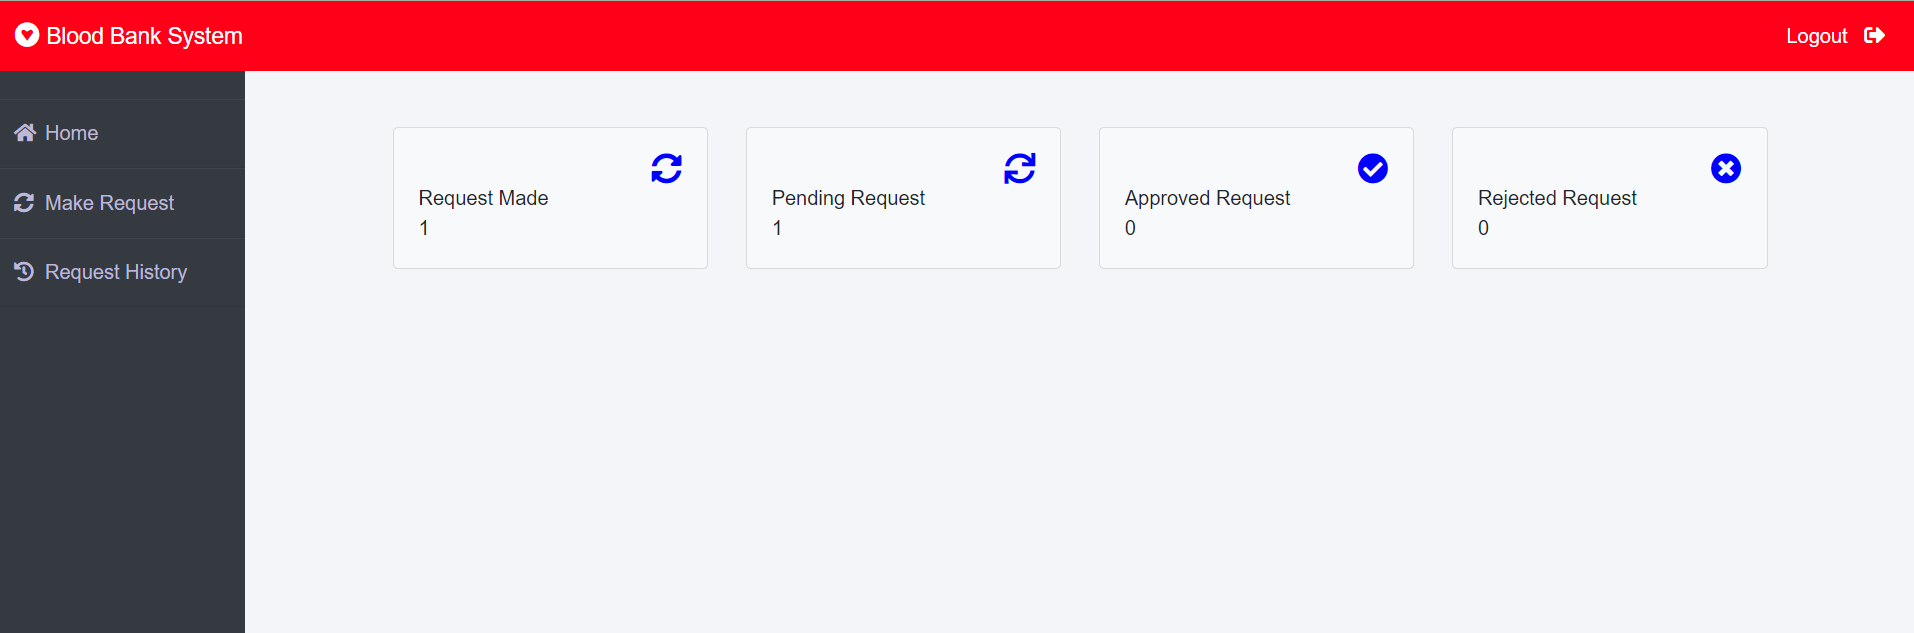 Blood Bank System
Logout
Home
Make Request
Request History
Request Made
1
Pending Request
1
Approved Request
0
Rejected Request
0